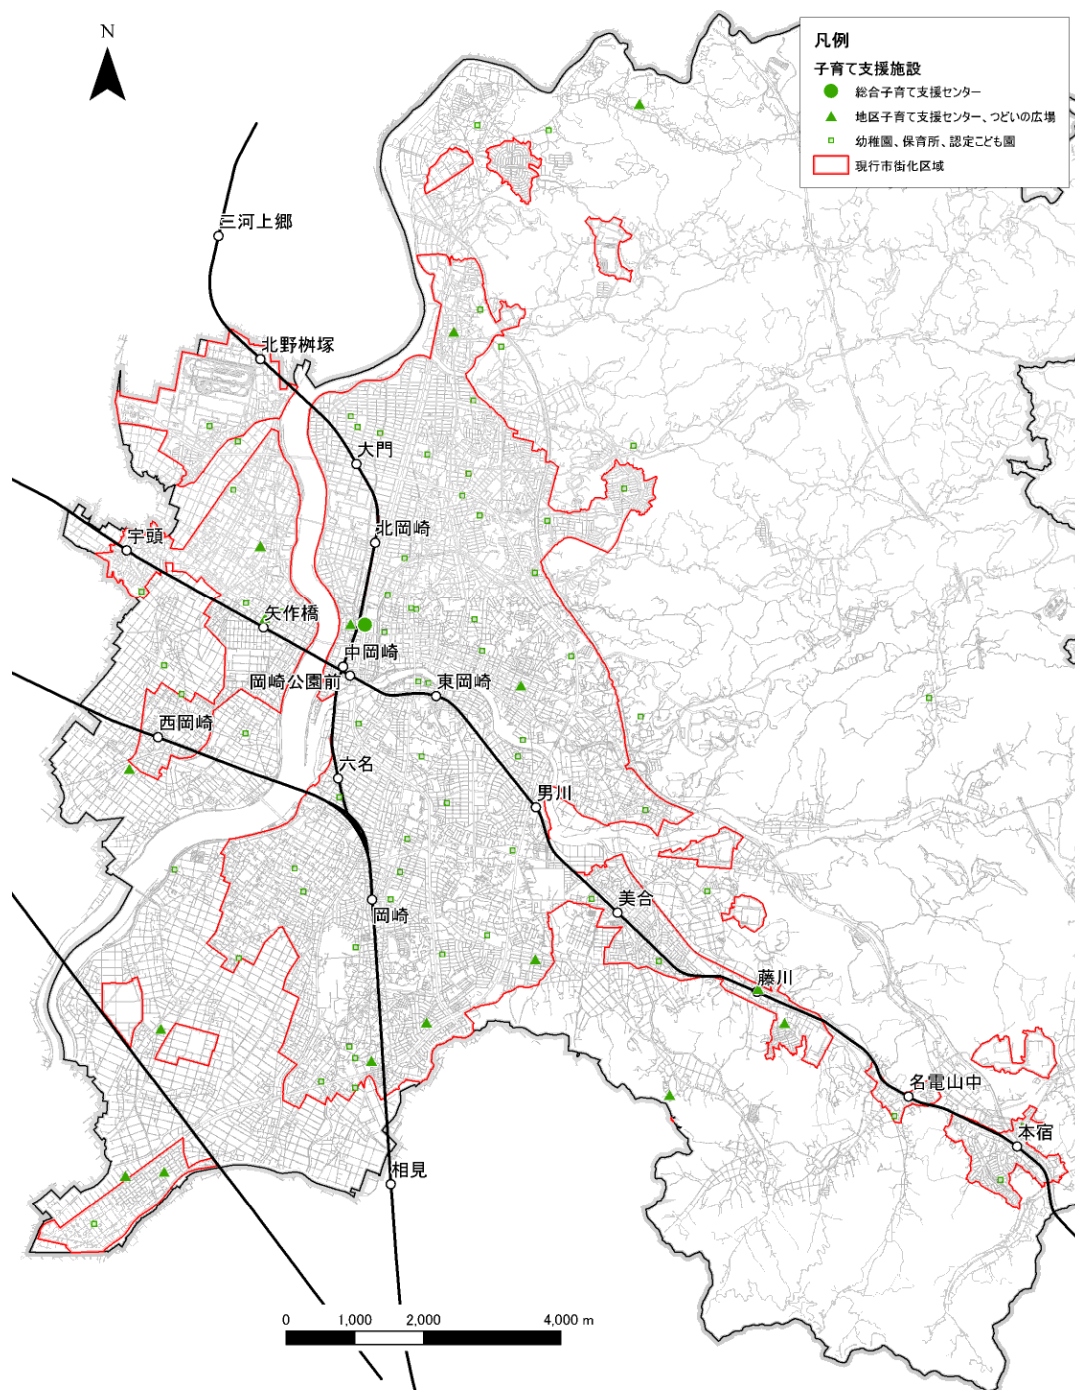 N
凡例
子育て支援施設
総合子育て支援センター
地区子育て支援センター、つどいの広場
幼稚園、保育所、認定こども園
現行市街化区域
三河上郷
北野桝塚
大門
北岡崎
宇頭
矢作橋
中岡崎
岡崎公園前
東岡崎
西岡崎
六名
男川
岡崎
美合
藤川
名電山中
本宿
相見
0 1,000 2,000 4,000 m